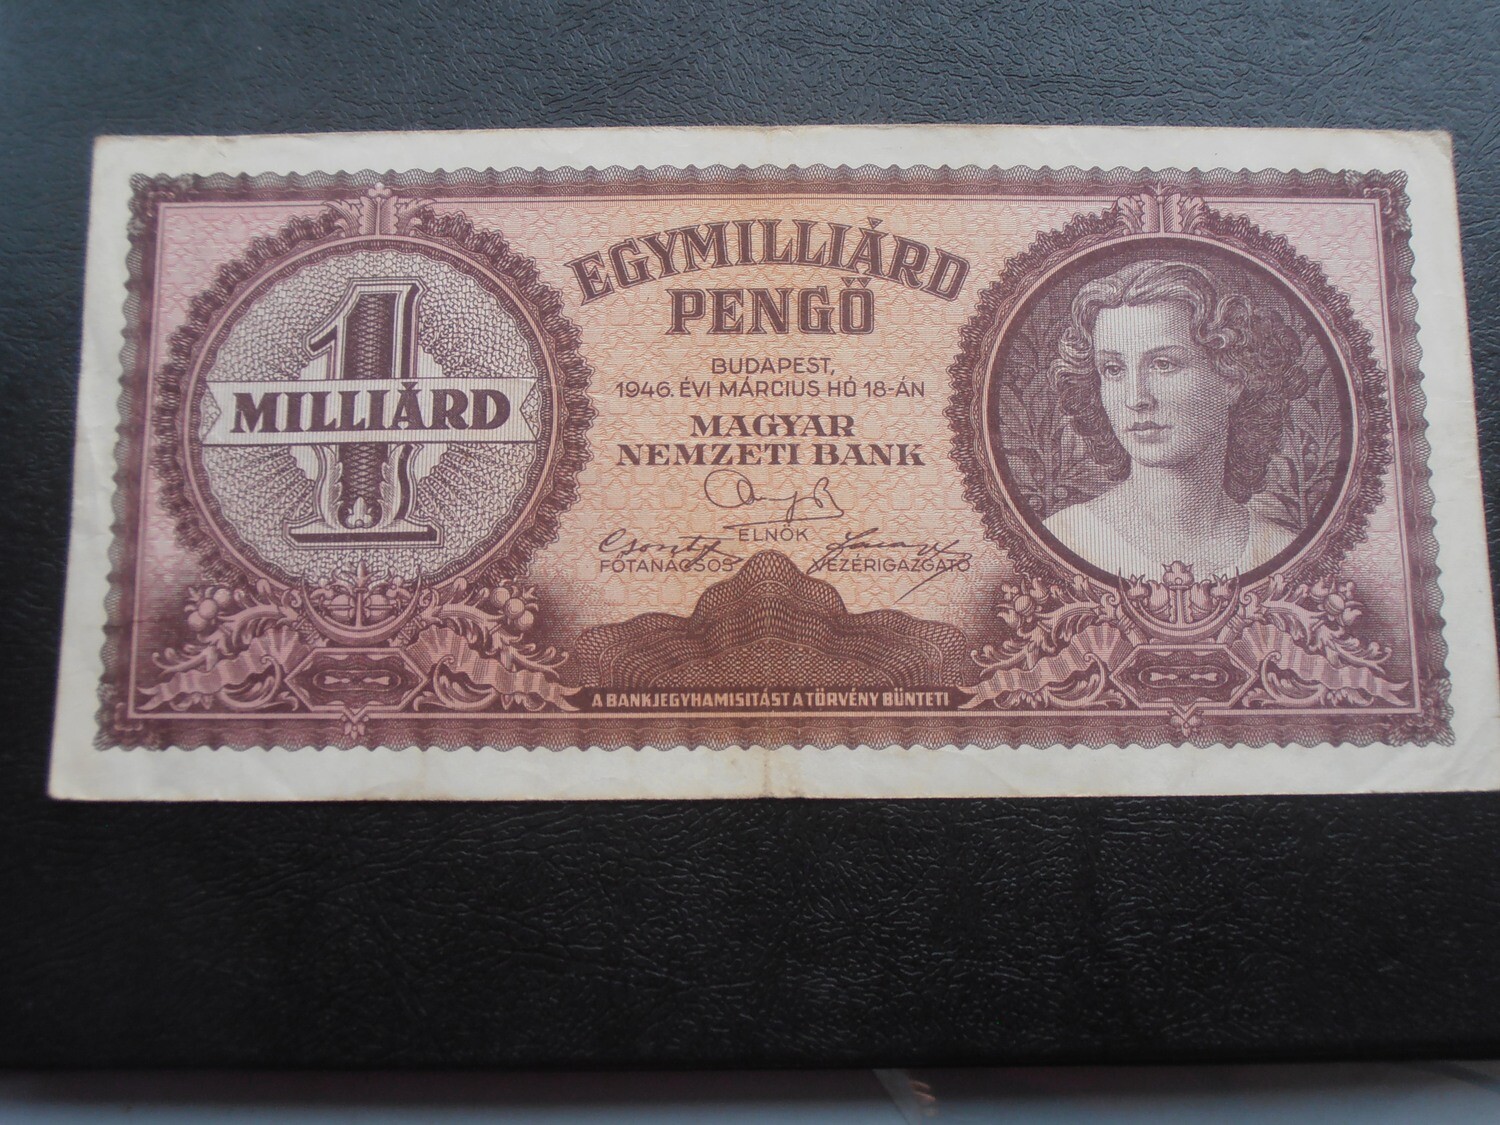 1
MILLIÁRD
EGYMILLIÁRD
PENGŐ
BUDAPEST,
1946. ÉVI MÁRCIUS HÓ 18-ÁN
MAGYAR
NEMZETI BANK
ELNÖK
FŐTANÁCSOS
VEZÉRIGAZGATÓ
A BANKJEGYHAMISITÁST A TÖRVÉNY BÜNTETI